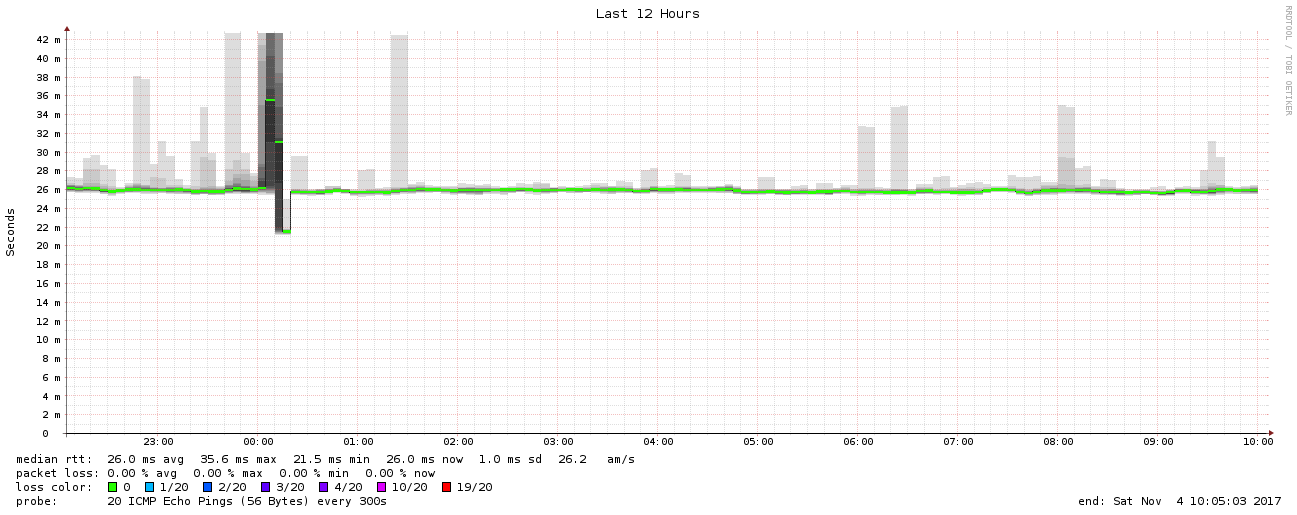 Last 12 Hours
RRDTOOL / TOBI OETIKER
Seconds
42 m
40 m
38 m
36 m
34 m
32 m
30 m
28 m
26 m
24 m
22 m
20 m
18 m
16 m
14 m
12 m
10 m
8 m
6 m
4 m
2 m
0
23:00 00:00 01:00 02:00 03:00 04:00 05:00 06:00 07:00 08:00 09:00 10:00
median rtt: 26.0 ms avg 35.6 ms max 21.5 ms min 26.0 ms now 1.0 ms sd 26.2 am/s
packet loss: 0.00 % avg 0.00 % max 0.00 % min 0.00 % now
loss color: 0 1/20 2/20 3/20 4/20 10/20 19/20
probe: 20 ICMP Echo Pings (56 Bytes) every 300s end: Sat Nov 4 10:05:03 2017